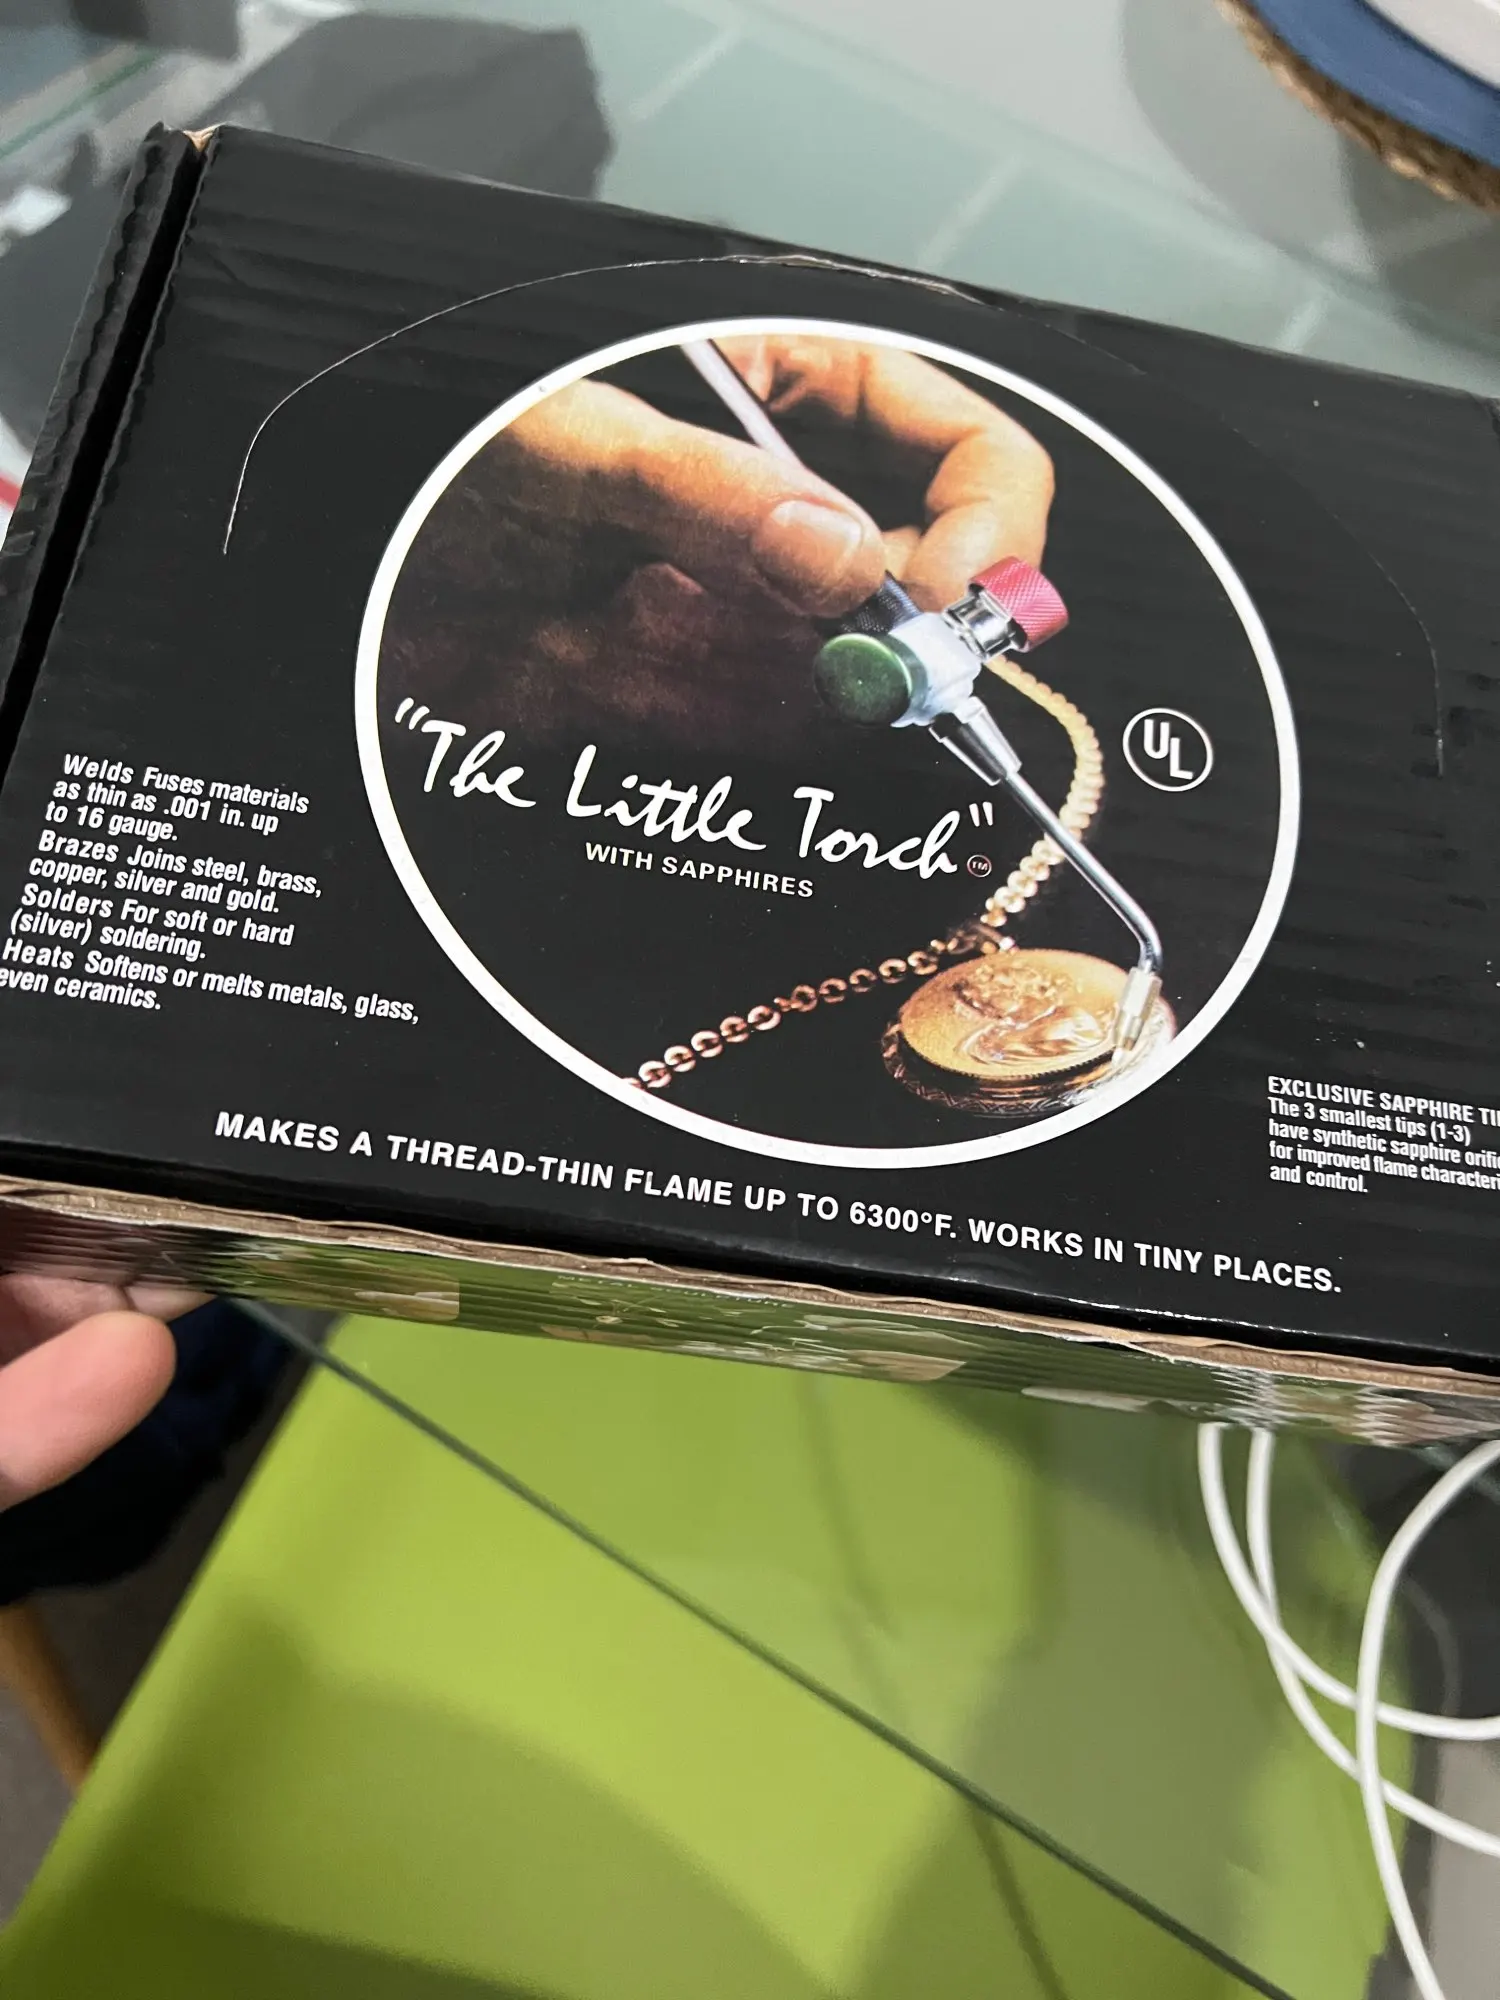 "The Little Torch" TM
WITH SAPPHIRES
UL
Welds Fuses materials
as thin as .001 in. up
to 16 gauge.
Brazes Joins steel, brass,
copper, silver and gold.
Solders For soft or hard
(silver) soldering.
Heats Softens or melts metals, glass,
even ceramics.
EXCLUSIVE SAPPHIRE
The 3 smallest tips (1-3)
have synthetic sapphire
for improved flame
and control.
MAKES A THREAD-THIN FLAME UP TO 6300°F. WORKS IN TINY PLACES.